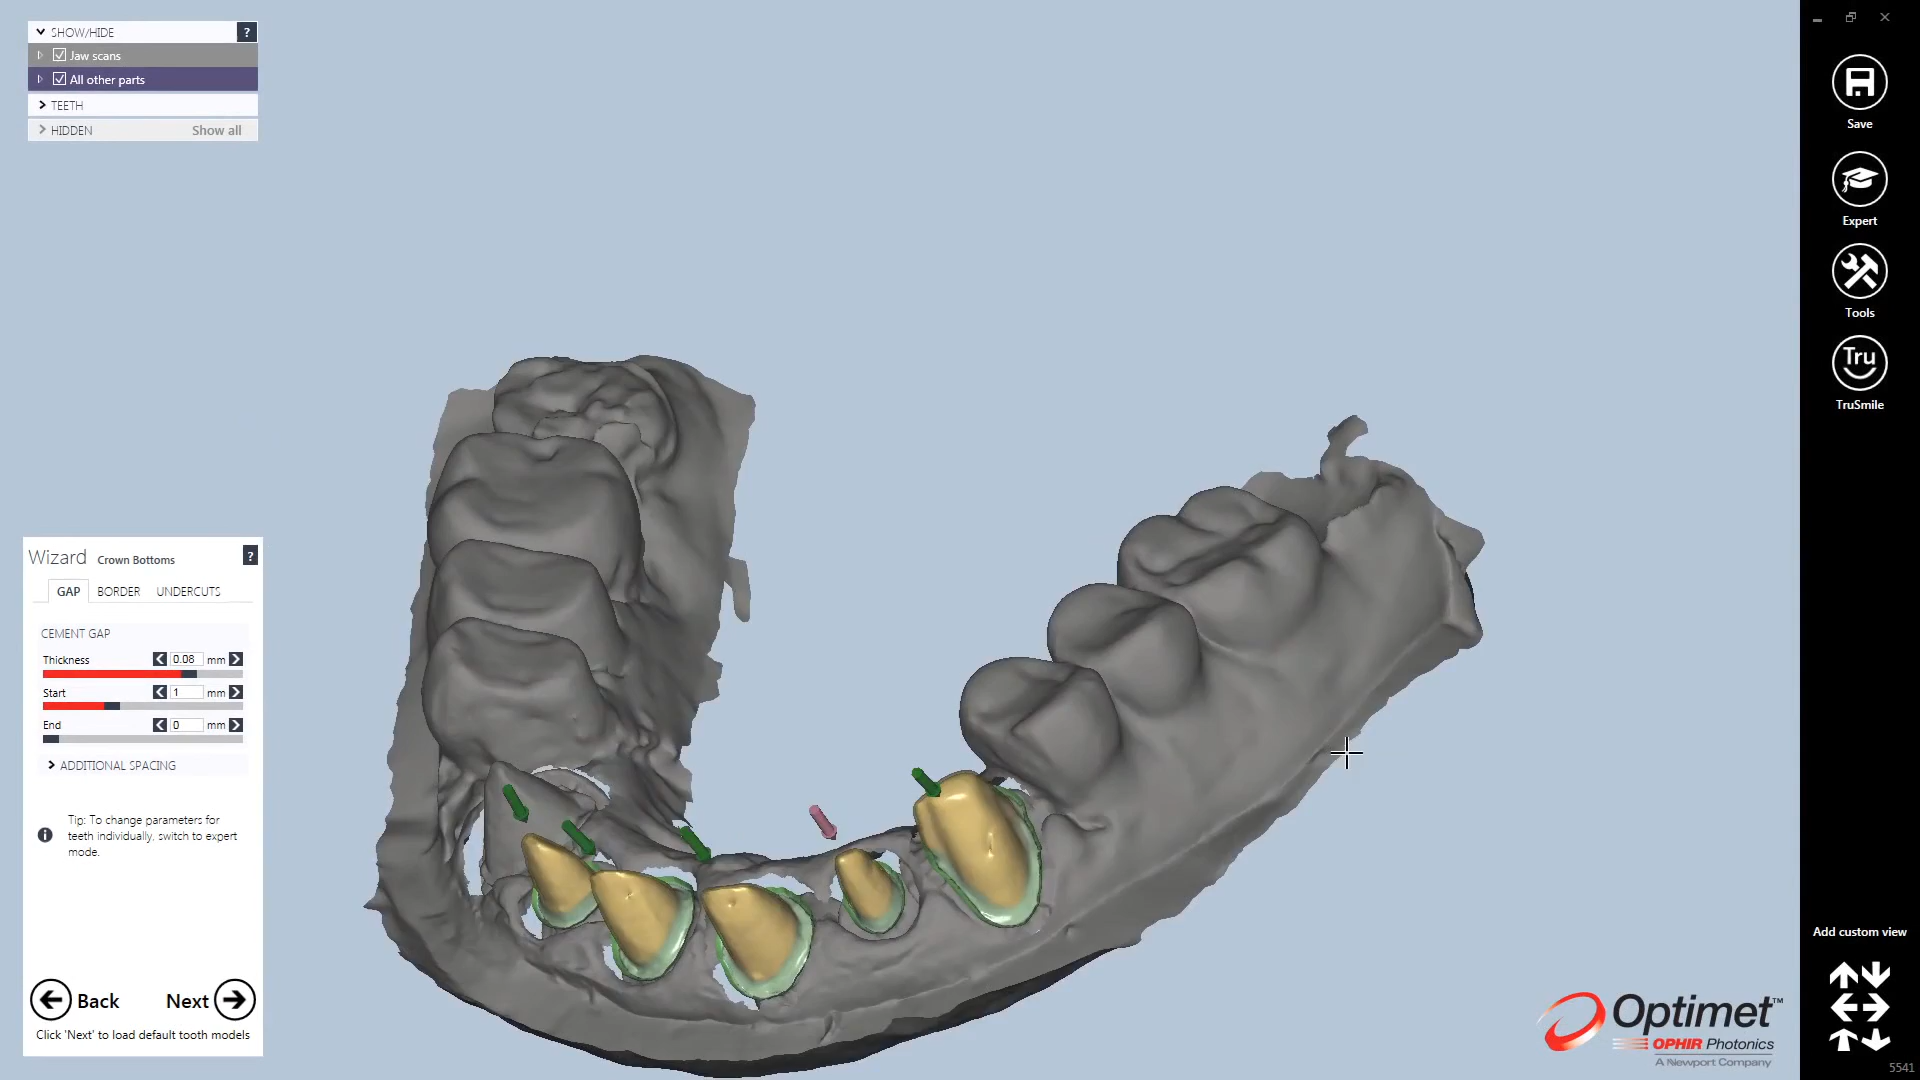 SHOW/HIDE ?
Jaw scans
All other parts
TEETH
HIDDEN Show all
Save
Expert
Tools
Tru
TruSmile
Wizard Crown Bottoms ?
GAP BORDER UNDERCUTS
CEMENT GAP
Thickness 0.08 mm
Start 1 mm
End 0 mm
ADDITIONAL SPACING
i Tip: To change parameters for
teeth individually, switch to expert
mode.
Back Next
Click 'Next' to load default tooth models
Add custom view
Optimet™
OPHIR Photonics
A Newport Company
5541